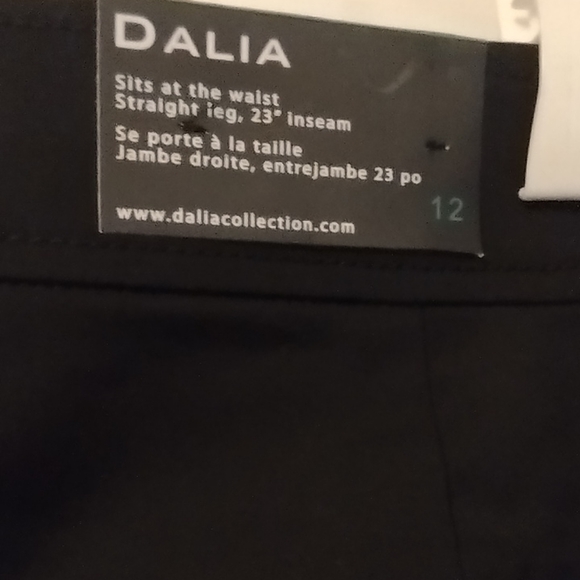 DALIA
Sits at the waist
Straight leg, 23" inseam
Se porte à la taille
Jambe droite, entrejambe 23 po
www.daliacollection.com
12